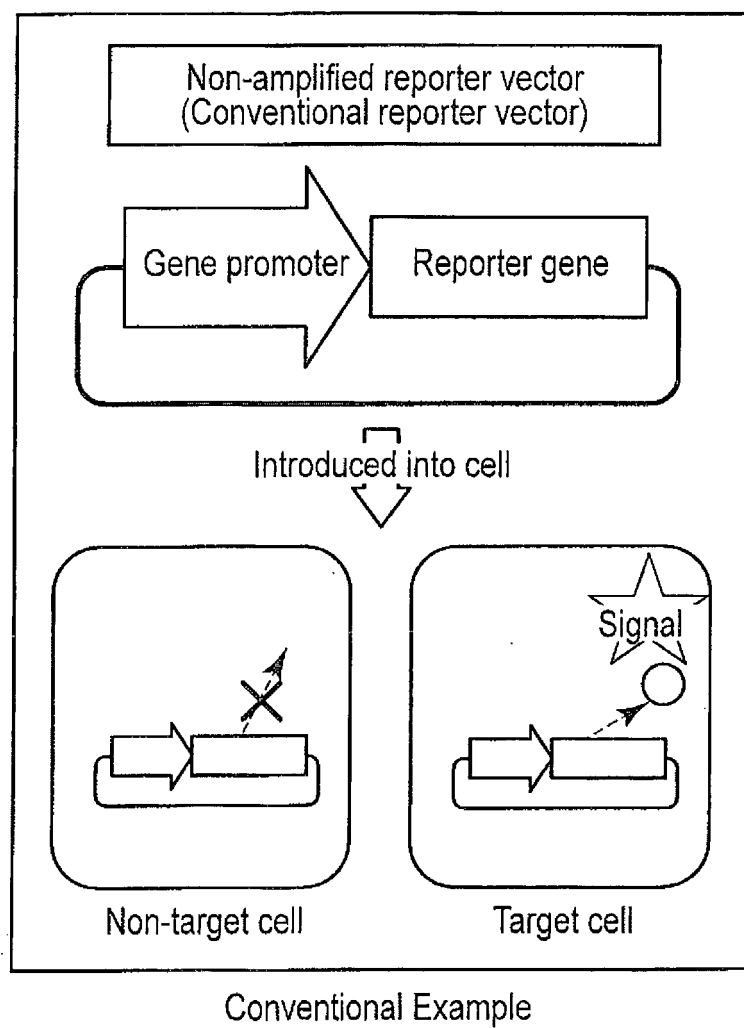 Non-amplified reporter vector
(Conventional reporter vector)
Gene promoter
Reporter gene
Introduced into cell
Signal
Non-target cell
Target cell
Conventional Example